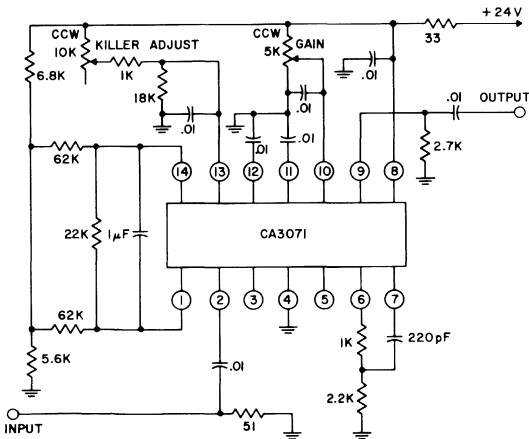 +24V
CCW
10K
KILLER ADJUST
1K
18K
.01
6.8K
CCW
5K
GAIN
.01
.01
.01
.01
33
.01
OUTPUT
2.7K
62K
22K
1μF
62K
5.6K
14
13
12
11
10
9
8
CA3071
1
2
3
4
5
6
7
.01
1K
220pF
2.2K
INPUT
51